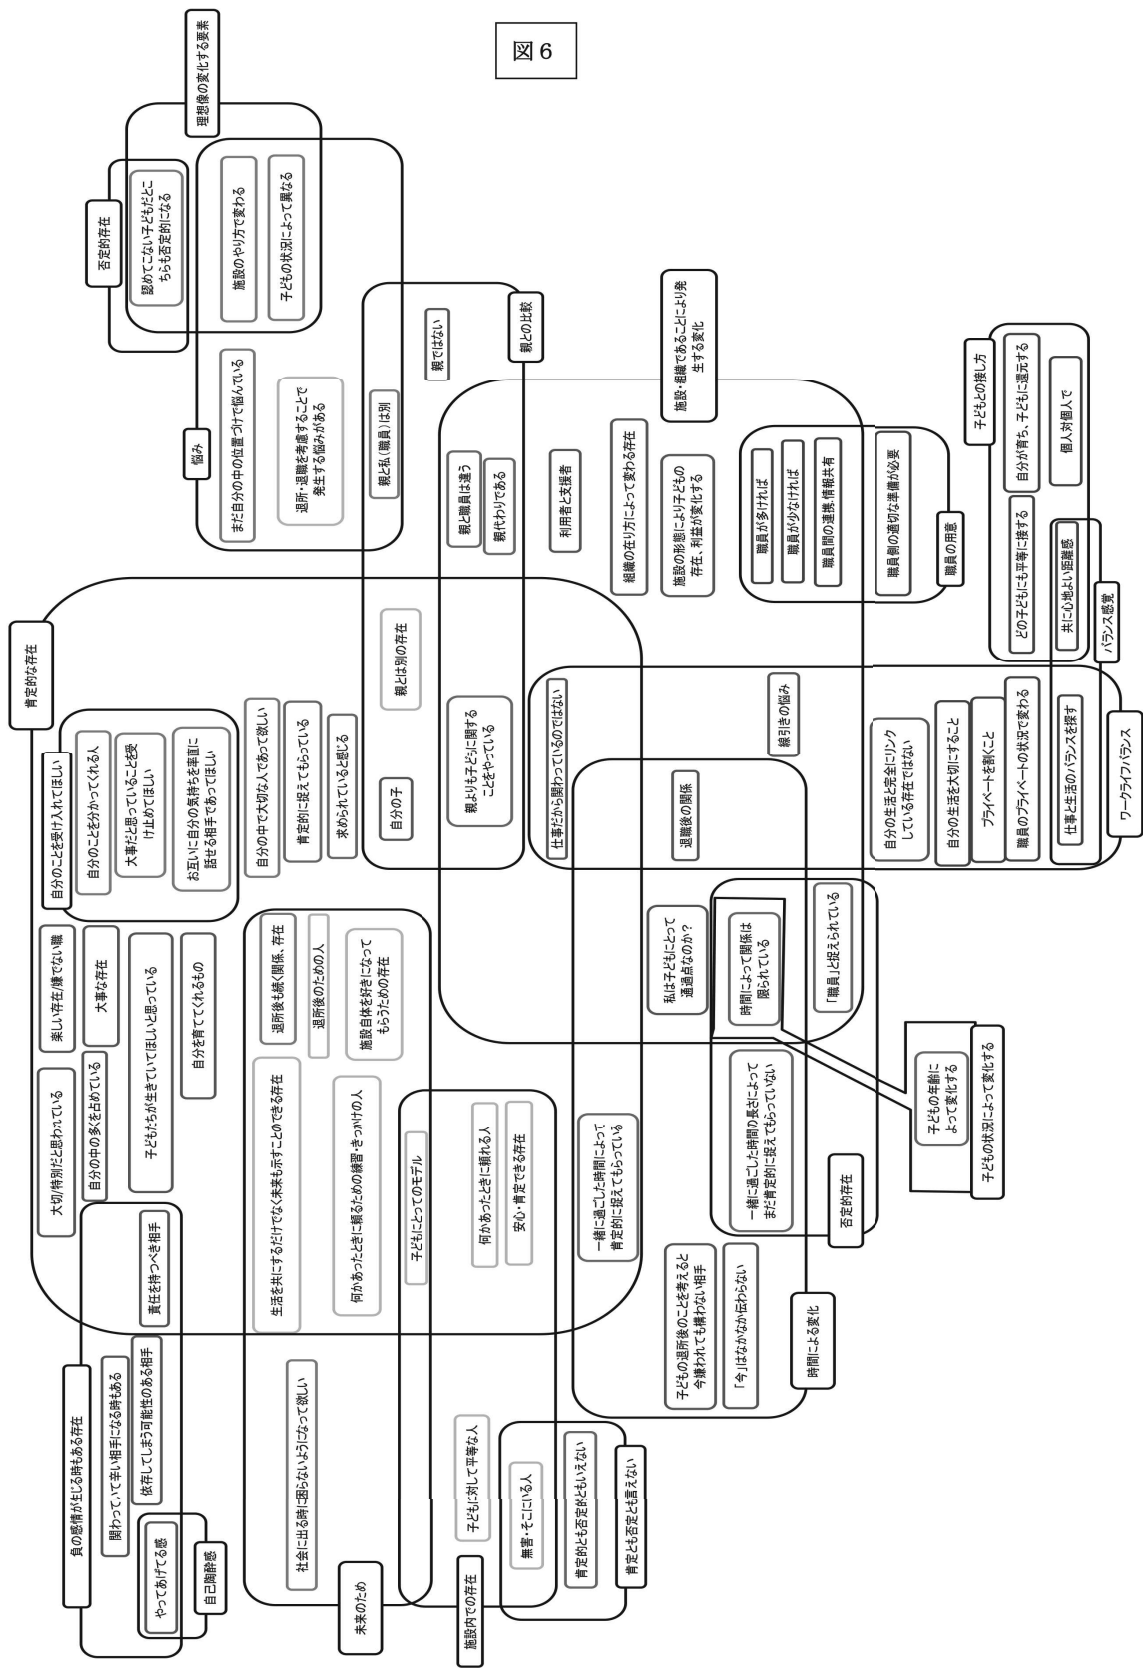 図6
肯定的な存在
自分のことを受け入れてほしい
自分のことを分かってくれる人
大事だと思っていることを受
け止めてほしい
お互いに自分の気持ちを率直に
話せる相手であってほしい
楽しい存在/嫌でない職
大事な存在
大切/特別だと思われている
自分の中の多くを占めている
子どもたちが生きていてほしいと思っている
自分を育ててくれるもの
自分の中で大切な人であって欲しい
肯定的に捉えてもらっている
求められていると感じる
負の感情が生じる時もある存在
関わっていて辛い相手になる時もある
依存してしまう可能性のある相手
責任を持つべき相手
やってあげてる感
自己陶酔感
否定的存在
認めてこない子どもだとこ
ちらも否定的になる
理想像の変化する要素
施設のやり方で変わる
子どもの状況によって異なる
悩み
まだ自分の中の位置づけで悩んでいる
退所・退職を考慮することで
発生する悩みがある
親と私(職員)は別
親ではない
親との比較
親とは別の存在
自分の子
親と職員は違う
親代わりである
親よりも子どもに関する
ことをやっている
未来のため
社会に出る時に困らないようになって欲しい
生活を共にするだけでなく未来も示すことのできる存在
何かあったときに頼るための練習・きっかけの人
退所後も続く関係、存在
退所後のための人
施設自体を好きになって
もらうための存在
子どもにとってのモデル
施設内での存在
子どもに対して平等な人
何かあったときに頼れる人
安心・肯定できる存在
無害・そこにいる人
肯定的とも否定的ともいえない
肯定とも否定とも言えない
施設・組織であることにより発
生する変化
利用者と支援者
組織の在り方によって変わる存在
施設の形態により子どもの
存在、利益が変化する
職員が多ければ
職員が少なければ
職員間の連携、情報共有
職員側の適切な準備が必要
職員の用意
仕事だから関わっているのではない
線引きの悩み
退職後の関係
私は子どもにとって
通過点なのか?
時間によって関係は
限られている
「職員」と捉えられている
一緒に過ごした時間によって
肯定的に捉えてもらっている
一緒に過ごした時間の長さによって
まだ肯定的に捉えてもらっていない
否定的存在
子どもの退所後のことを考えると
今嫌われても構わない相手
「今」はなかなか伝わらない
時間による変化
子どもの年齢に
よって変化する
子どもの状況によって変化する
自分の生活と完全にリンク
している存在ではない
自分の生活を大切にすること
プライベートを割くこと
職員のプライベートの状況で変わる
仕事と生活のバランスを探す
ワークライフバランス
バランス感覚
共に心地よい距離感
どの子どもにも平等に接する
自分が育ち、子どもに還元する
個人対個人で
子どもとの接し方